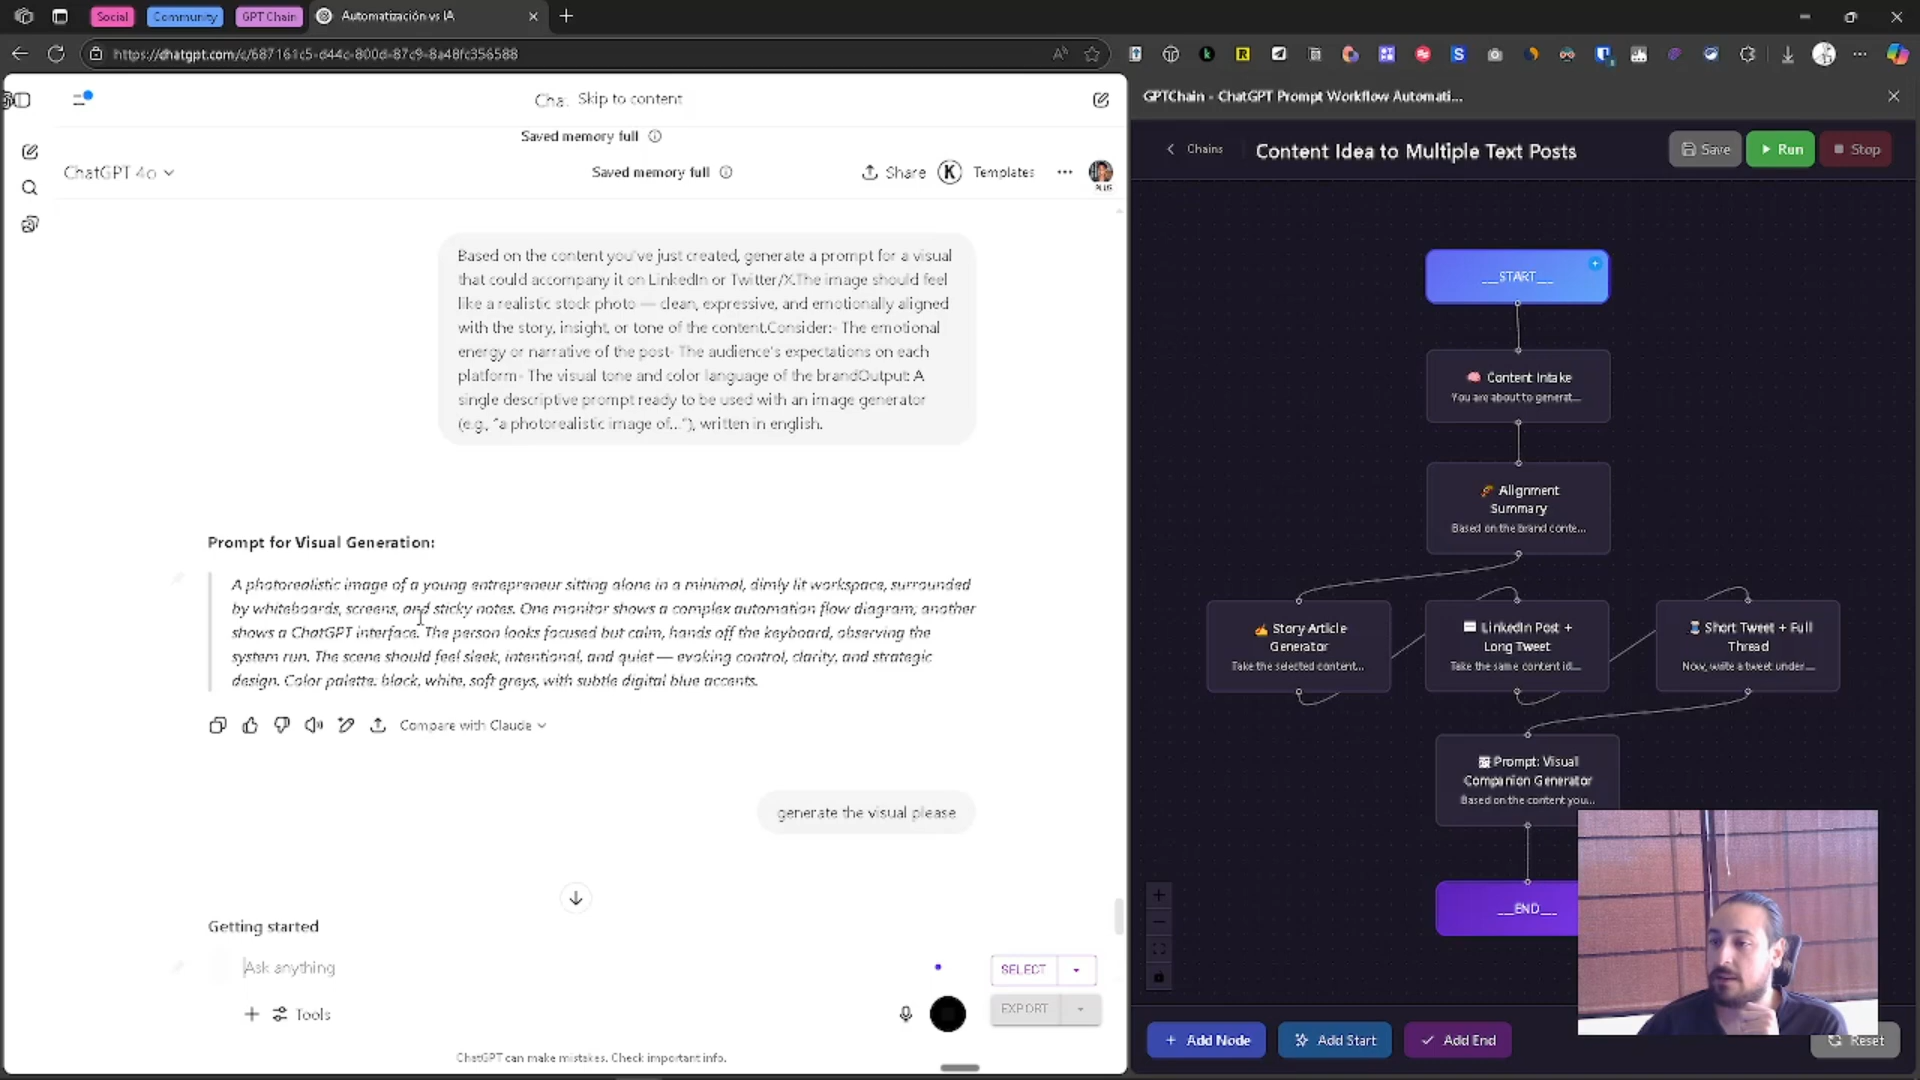 Social
Community
GPT Chain
Automatización vs IA
https://chatgpt.com/c/687161c5-d44c-800d-87c9-8a48fc356588
Skip to content
Saved memory full
ChatGPT 4o
Saved memory full
Share
Templates
PLUS
Based on the content you've just created, generate a prompt for a visual
that could accompany it on LinkedIn or Twitter/X.The image should feel
like a realistic stock photo — clean, expressive, and emotionally aligned
with the story, insight, or tone of the content.Consider:- The emotional
energy or narrative of the post- The audience's expectations on each
platform- The visual tone and color language of the brandOutput: A
single descriptive prompt ready to be used with an image generator
(e.g., "a photorealistic image of..."), written in english.
Prompt for Visual Generation:
A photorealistic image of a young entrepreneur sitting alone in a minimal, dimly lit workspace, surrounded
by whiteboards, screens, and sticky notes. One monitor shows a complex automation flow diagram, another
shows a ChatGPT interface. The person looks focused but calm, hands off the keyboard, observing the
system run. The scene should feel sleek, intentional, and quiet — evoking control, clarity, and strategic
design. Color palette: black, white, soft greys, with subtle digital blue accents.
Compare with Claude
generate the visual please
Getting started
Ask anything
SELECT
EXPORT
Tools
ChatGPT can make mistakes. Check important info.
GPTChain - ChatGPT Prompt Workflow Automati...
Chains
Content Idea to Multiple Text Posts
Save
Run
Stop
__START__
Content Intake
You are about to generat...
Alignment
Summary
Based on the brand conte...
Story Article
Generator
Take the selected content...
LinkedIn Post +
Long Tweet
Take the same content id...
Short Tweet + Full
Thread
Now, write a tweet under ...
Prompt: Visual
Companion Generator
Based on the content you...
__END__
Add Node
Add Start
Add End
Reset